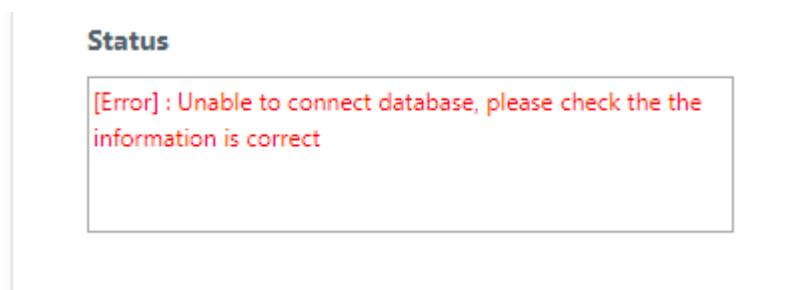 Status
[Error] : Unable to connect database, please check the the
information is correct